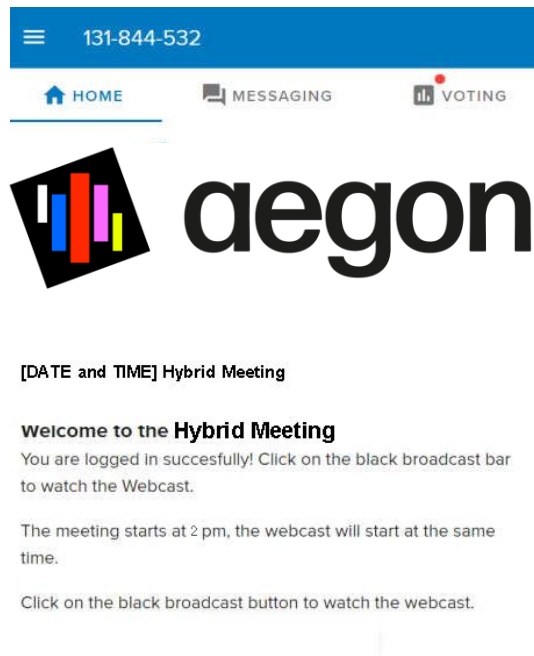 131-844-532
HOME MESSAGING VOTING
aegon
[DATE and TIME] Hybrid Meeting
Welcome to the Hybrid Meeting
You are logged in succesfully! Click on the black broadcast bar
to watch the Webcast.
The meeting starts at 2 pm, the webcast will start at the same
time.
Click on the black broadcast button to watch the webcast.